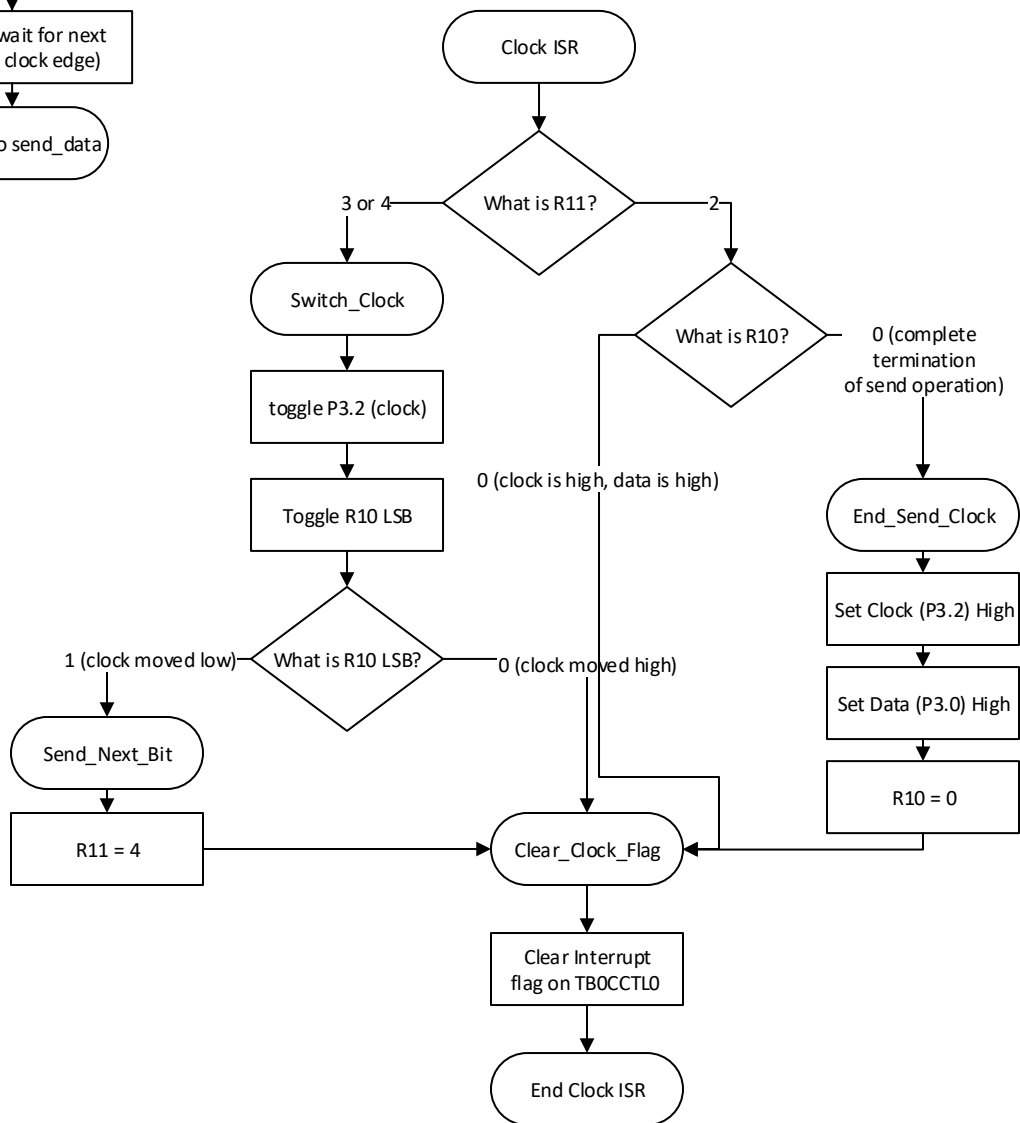 wait for next
clock edge)
send_data
Clock ISR
What is R11?
3 or 4
2
Switch_Clock
What is R10?
0 (complete
termination
of send operation)
toggle P3.2 (clock)
0 (clock is high, data is high)
Toggle R10 LSB
End_Send_Clock
Set Clock (P3.2) High
What is R10 LSB?
1 (clock moved low)
0 (clock moved high)
Set Data (P3.0) High
Send_Next_Bit
R10 = 0
R11 = 4
Clear_Clock_Flag
Clear Interrupt
flag on TB0CCTL0
End Clock ISR